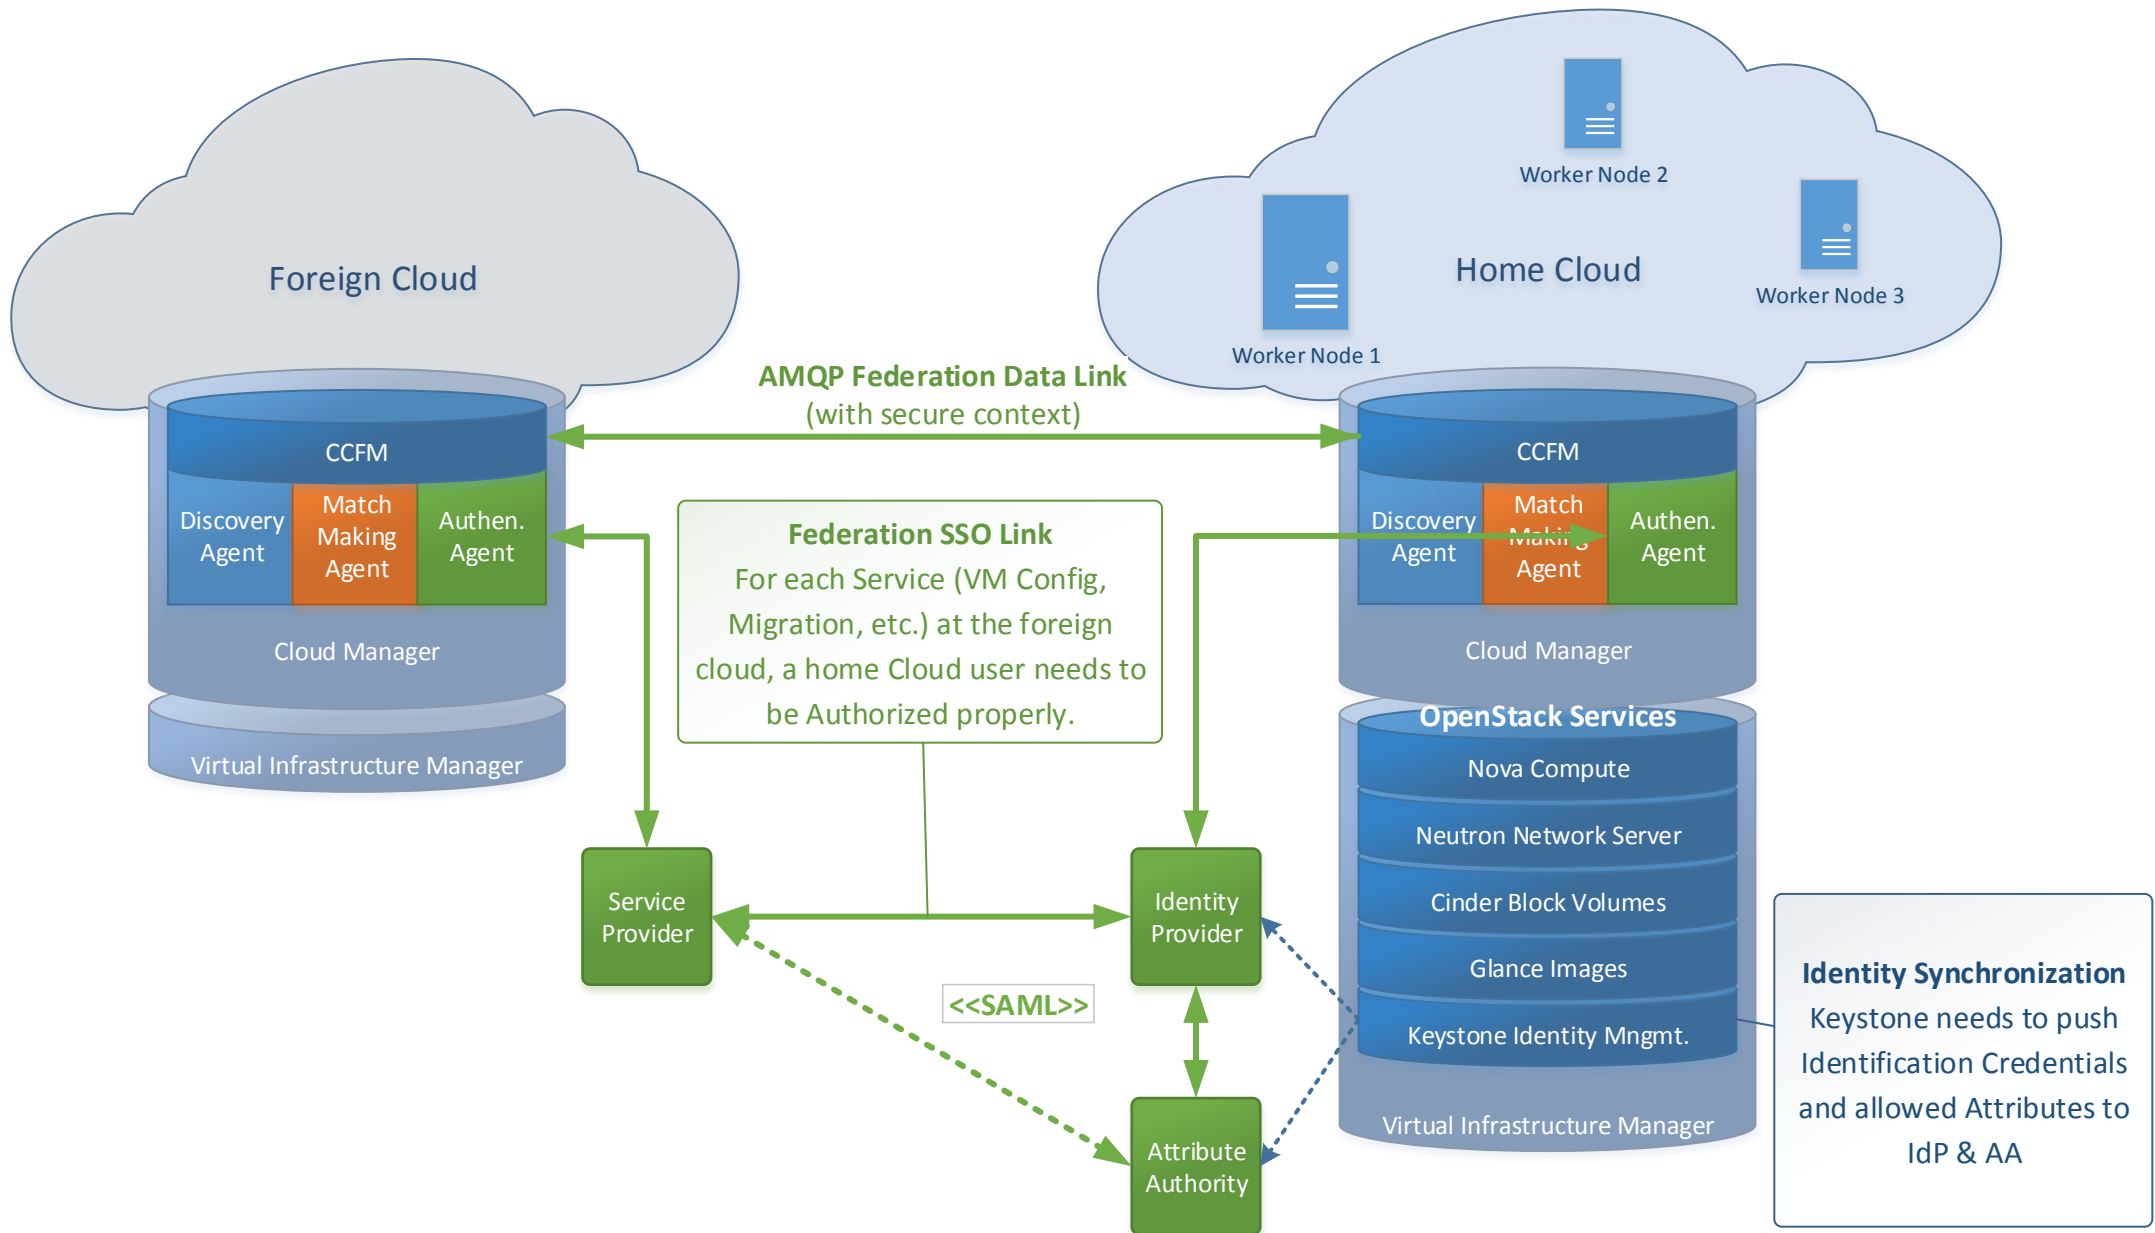 Foreign Cloud
Worker Node 2
Home Cloud
Worker Node 3
Worker Node 1
AMQP Federation Data Link
(with secure context)
CCFM
Discovery
Agent
Match
Making
Agent
Authen.
Agent
Cloud Manager
Virtual Infrastructure Manager
Federation SSO Link
For each Service (VM Config,
Migration, etc.) at the foreign
cloud, a home Cloud user needs to
be Authorized properly.
CCFM
Discovery
Agent
Match
Making
Agent
Authen.
Agent
Cloud Manager
OpenStack Services
Nova Compute
Neutron Network Server
Cinder Block Volumes
Glance Images
Keystone Identity Mngmt.
Virtual Infrastructure Manager
Service
Provider
Identity
Provider
<<SAML>>
Attribute
Authority
Identity Synchronization
Keystone needs to push
Identification Credentials
and allowed Attributes to
IdP & AA